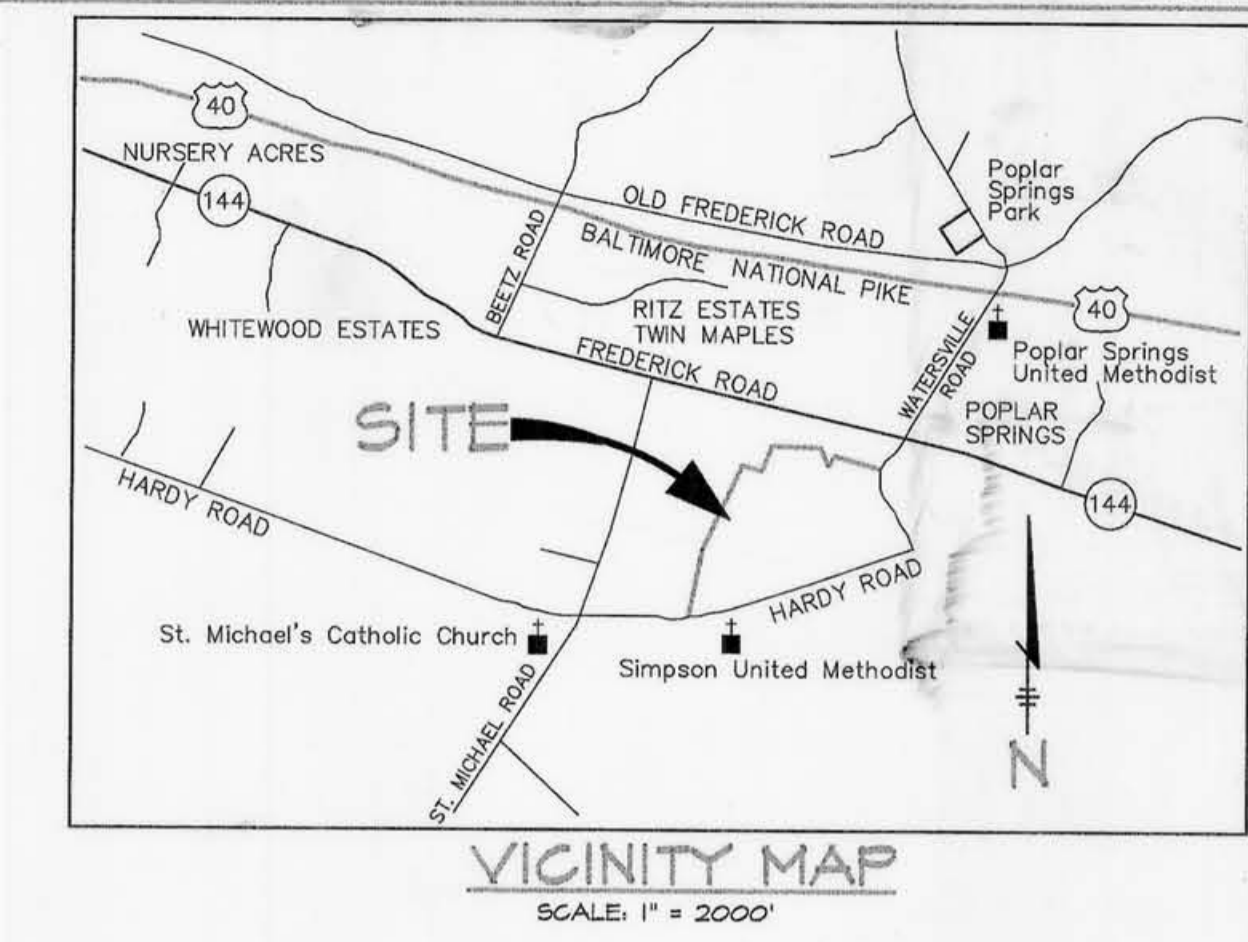 40
NURSERY ACRES
144
OLD FREDERICK ROAD
BALTIMORE NATIONAL PIKE
Poplar
Springs
Park
BEETZ ROAD
RITZ ESTATES
TWIN MAPLES
WHITEWOOD ESTATES
40
FREDERICK ROAD
WATERSVILLE
ROAD
Poplar Springs
United Methodist
SITE
POPLAR
SPRINGS
144
HARDY ROAD
HARDY ROAD
St. Michael's Catholic Church
Simpson United Methodist
ST. MICHAEL ROAD
N
VICINITY MAP
SCALE: 1" = 2000'